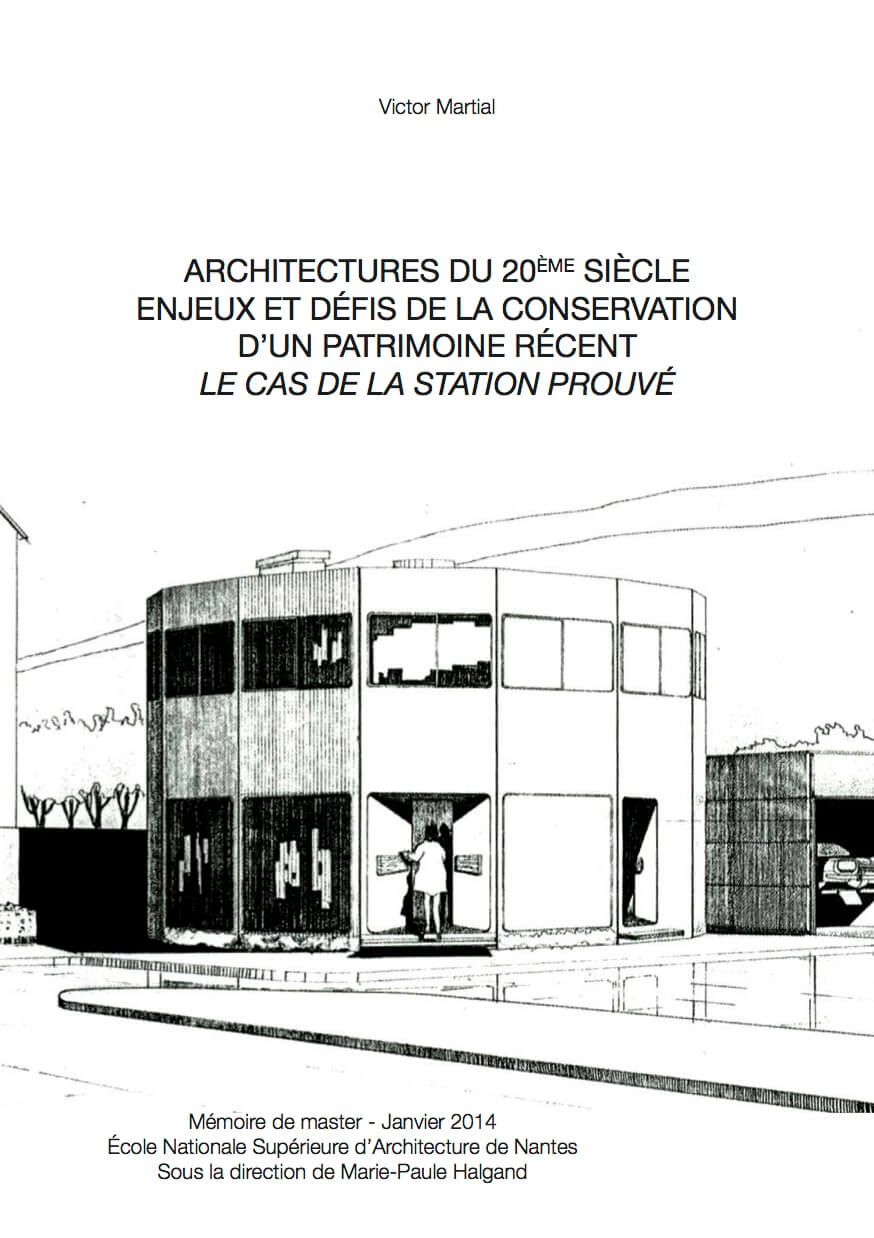 Victor Martial
ARCHITECTURES DU 20ÈME SIÈCLE
ENJEUX ET DÉFIS DE LA CONSERVATION
D'UN PATRIMOINE RÉCENT
LE CAS DE LA STATION PROUVÉ
Mémoire de master - Janvier 2014
École Nationale Supérieure d'Architecture de Nantes
Sous la direction de Marie-Paule Halgand